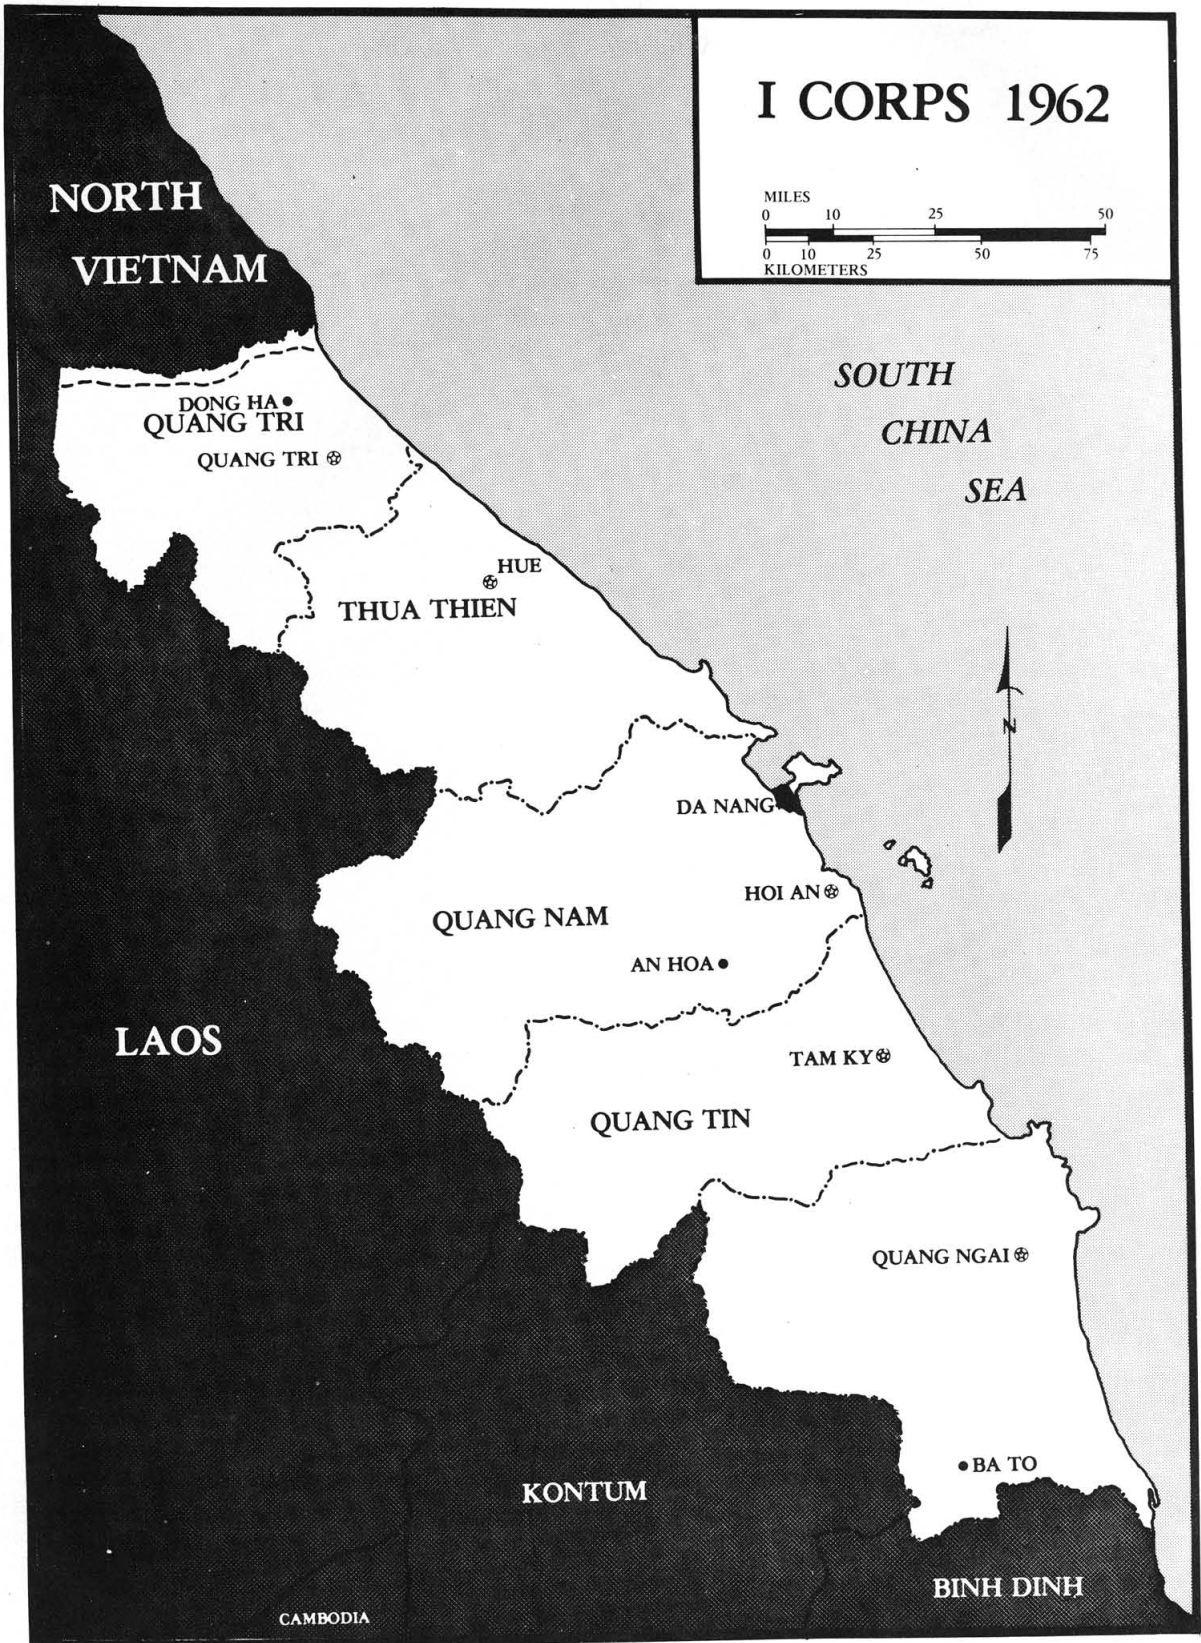 I CORPS 1962
MILES
0 10 25 50
0 10 25 50 75
KILOMETERS
NORTH
VIETNAM
SOUTH
CHINA
SEA
DONG HA
QUANG TRI
QUANG TRI
HUE
THUA THIEN
N
DA NANG
HOI AN
QUANG NAM
AN HOA
LAOS
TAM KY
QUANG TIN
QUANG NGAI
BA TO
KONTUM
BINH DINH
CAMBODIA